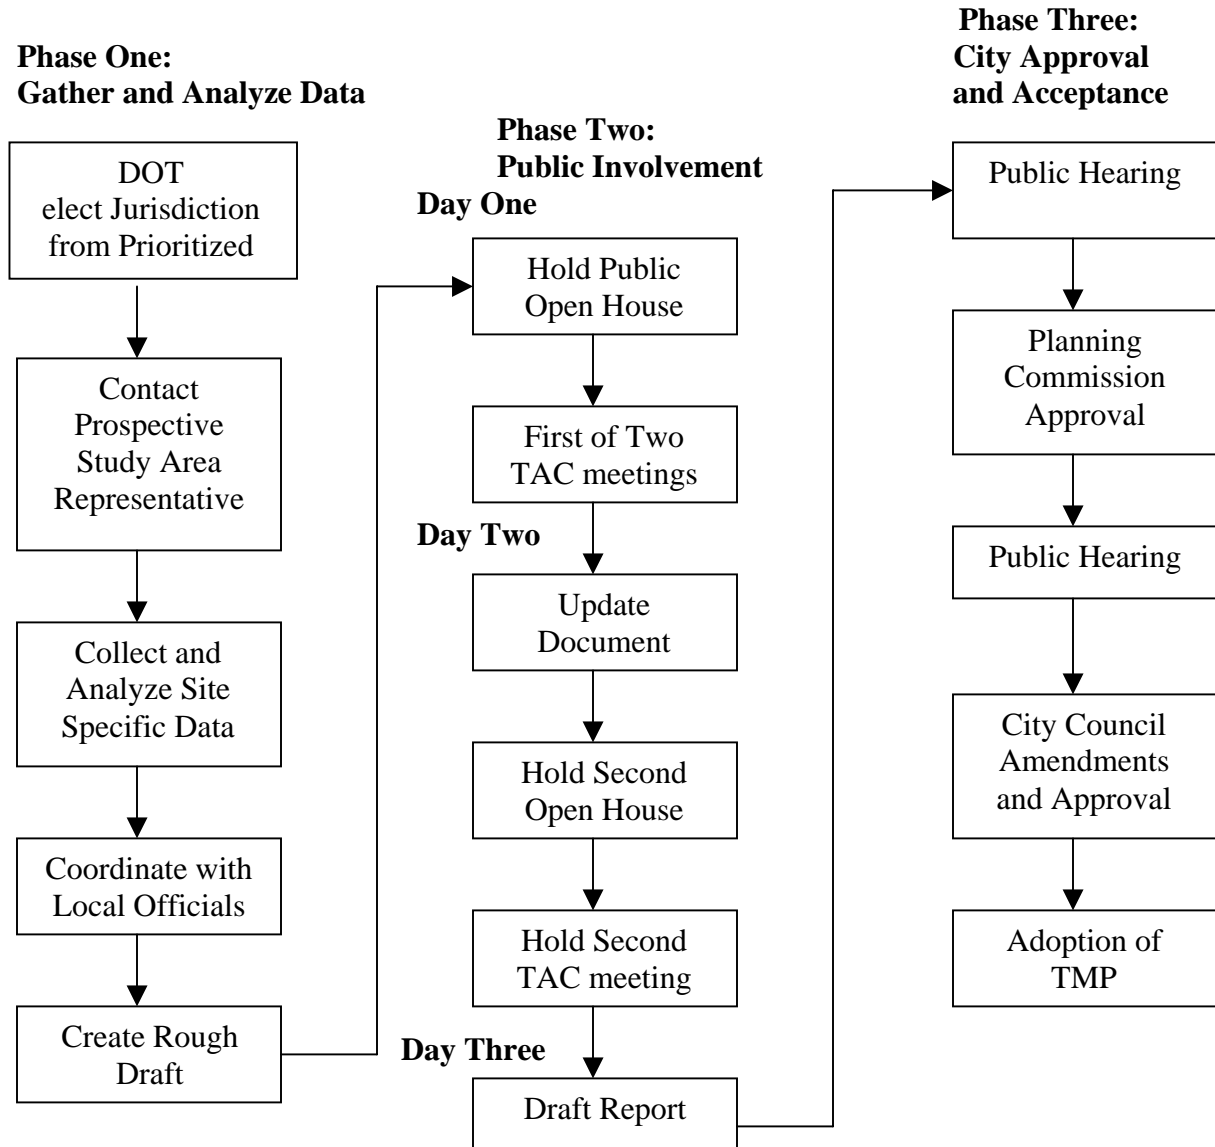 Phase One:
Gather and Analyze Data
DOT
elect Jurisdiction
from Prioritized
Contact
Prospective
Study Area
Representative
Collect and
Analyze Site
Specific Data
Coordinate with
Local Officials
Create Rough
Draft
Phase Two:
Public Involvement
Day One
Hold Public
Open House
First of Two
TAC meetings
Day Two
Update
Document
Hold Second
Open House
Hold Second
TAC meeting
Day Three
Draft Report
Phase Three:
City Approval
and Acceptance
Public Hearing
Planning
Commission
Approval
Public Hearing
City Council
Amendments
and Approval
Adoption of
TMP